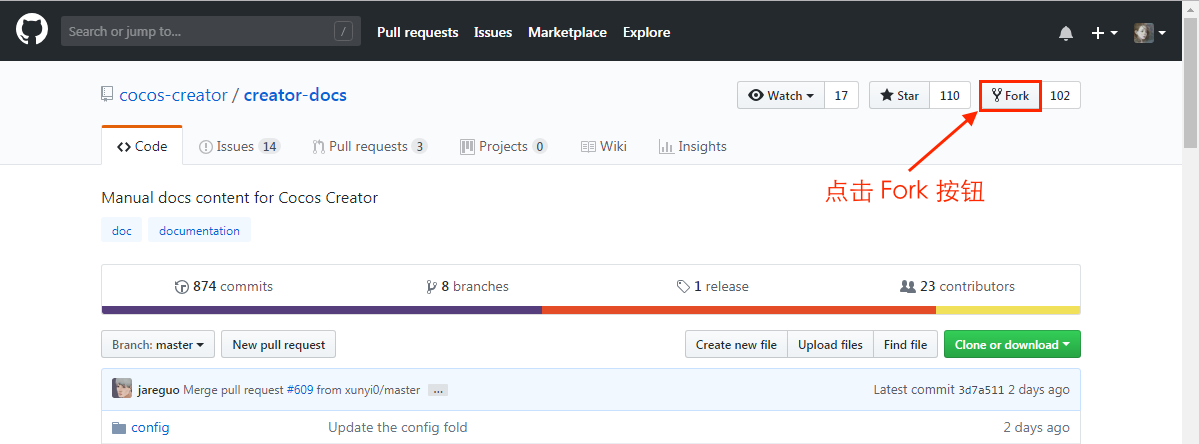 Search or jump to... / Pull requests Issues Marketplace Explore
cocos-creator / creator-docs Watch 17 Star 110 Fork 102
Code Issues 14 Pull requests 3 Projects 0 Wiki Insights
点击 Fork 按钮
Manual docs content for Cocos Creator
doc documentation
874 commits 8 branches 1 release 23 contributors
Branch: master New pull request Create new file Upload files Find file Clone or download
jareguo Merge pull request #609 from xunyi0/master ... Latest commit 3d7a511 2 days ago
config Update the config fold 2 days ago